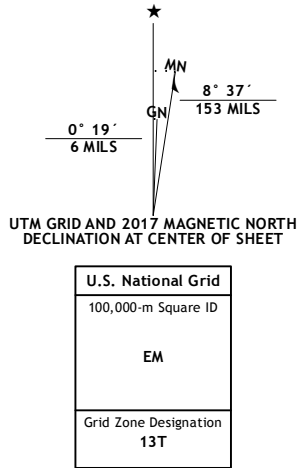 ★
MN
GN
8° 37´
153 MILS
0° 19´
6 MILS
UTM GRID AND 2017 MAGNETIC NORTH
DECLINATION AT CENTER OF SHEET
U.S. National Grid
100,000-m Square ID
EM
Grid Zone Designation
13T